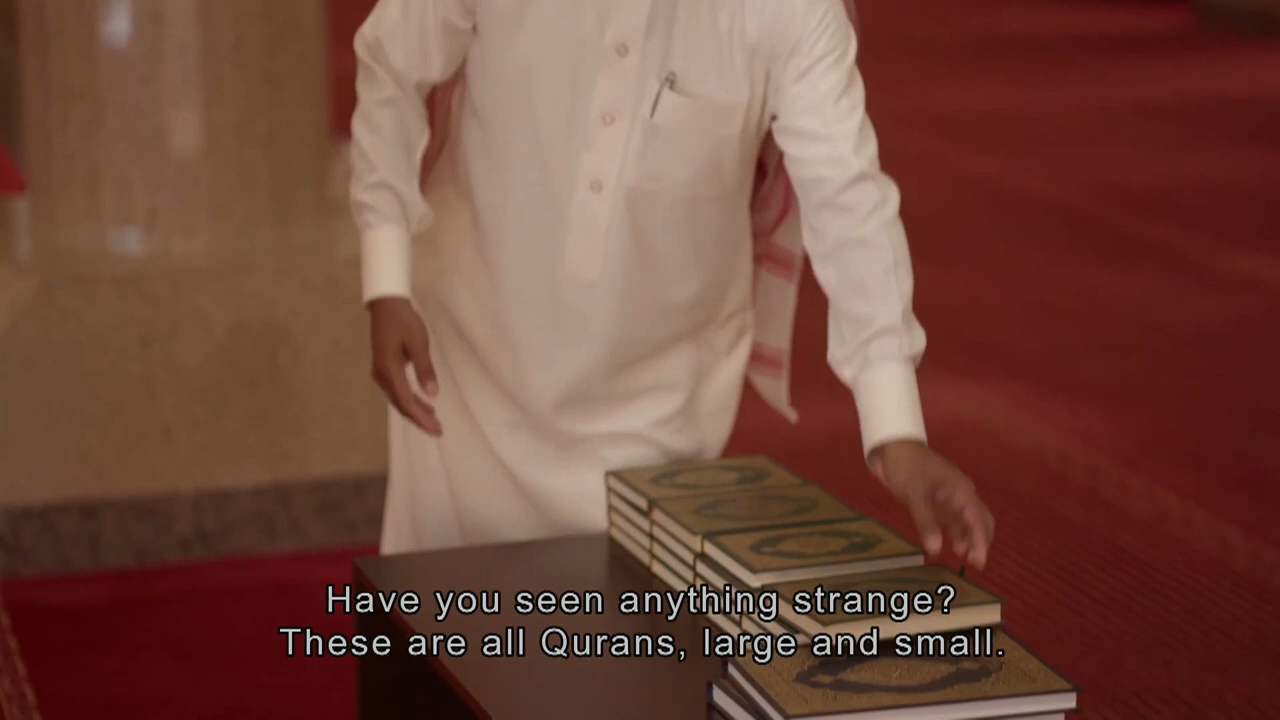 Have you seen anything strange?
These are all Qurans, large and small.